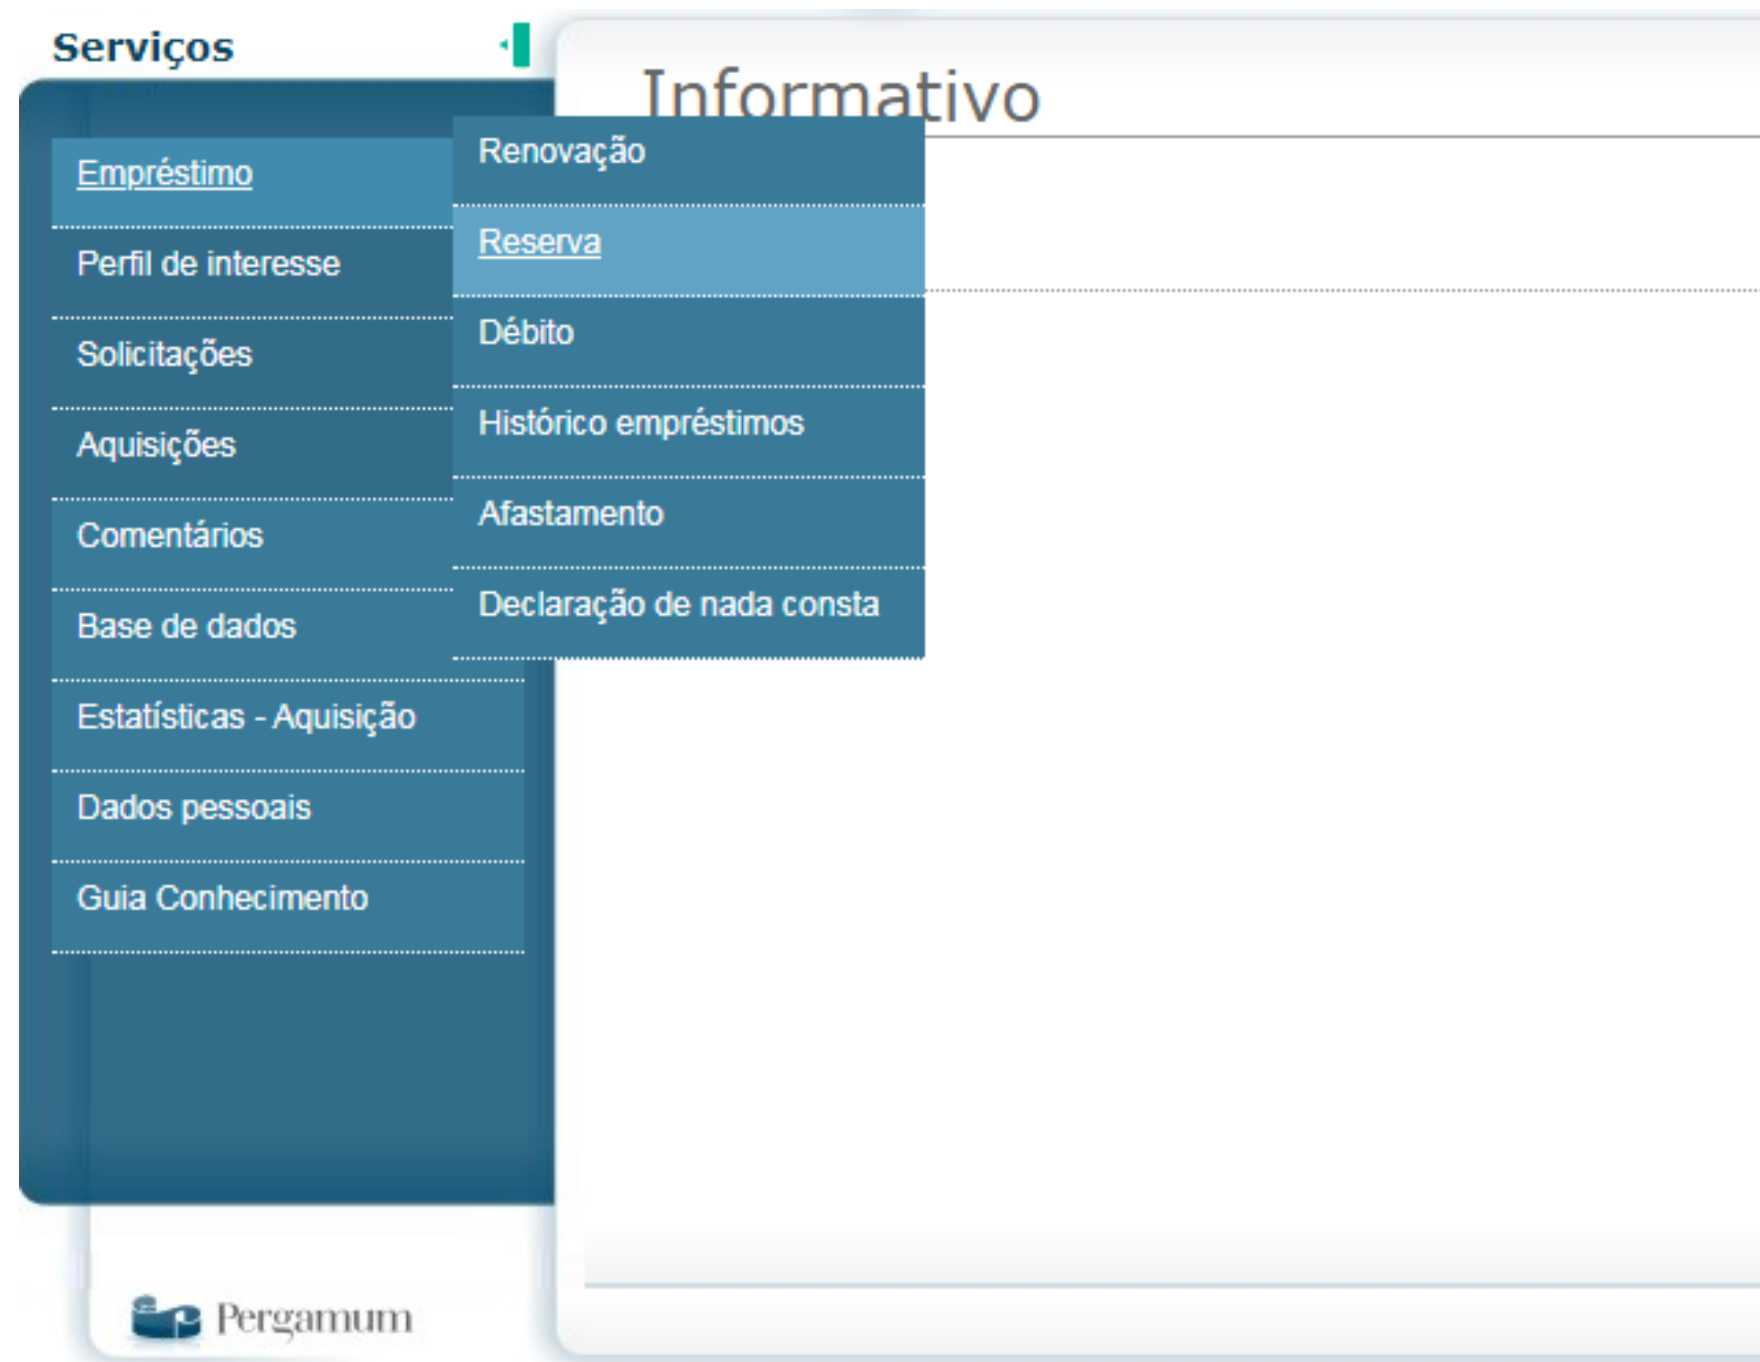 Serviços
Informativo
Empréstimo
Perfil de interesse
Solicitações
Aquisições
Comentários
Base de dados
Estatísticas - Aquisição
Dados pessoais
Guia Conhecimento
Renovação
Reserva
Débito
Histórico empréstimos
Afastamento
Declaração de nada consta
Pergamum